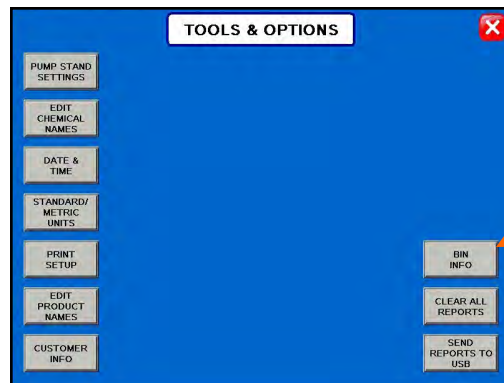 TOOLS & OPTIONS
PUMP STAND
SETTINGS
EDIT
CHEMICAL
NAMES
DATE &
TIME
STANDARD/
METRIC
UNITS
PRINT
SETUP
EDIT
PRODUCT
NAMES
CUSTOMER
INFO
BIN
INFO
CLEAR ALL
REPORTS
SEND
REPORTS TO
USB